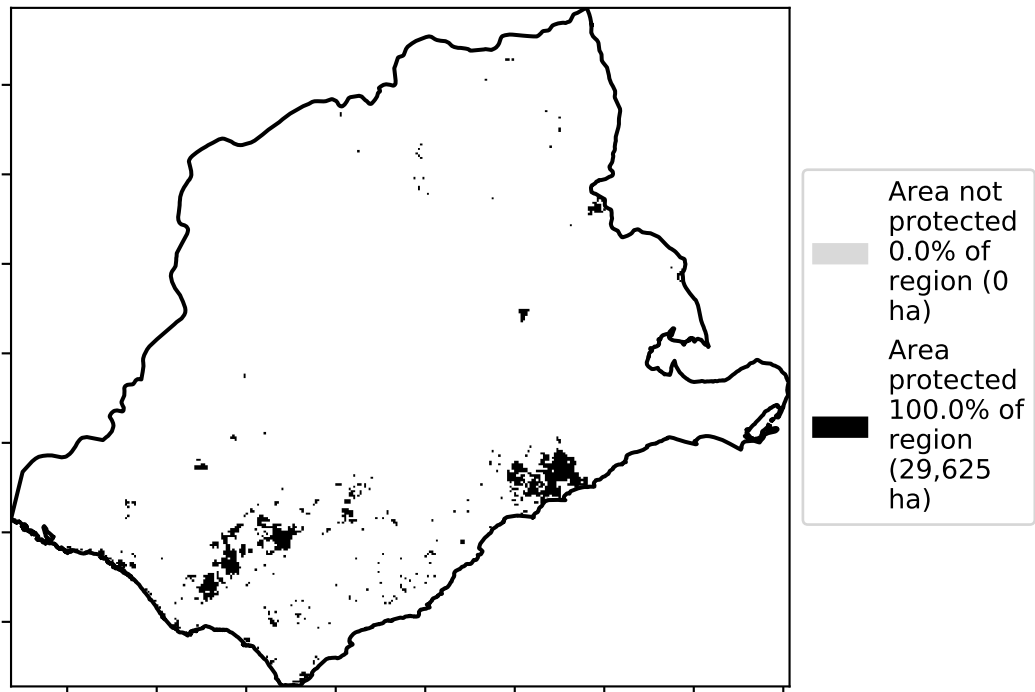 Area not
protected
0.0% of
region (0
ha)
Area
protected
100.0% of
region
(29,625
ha)